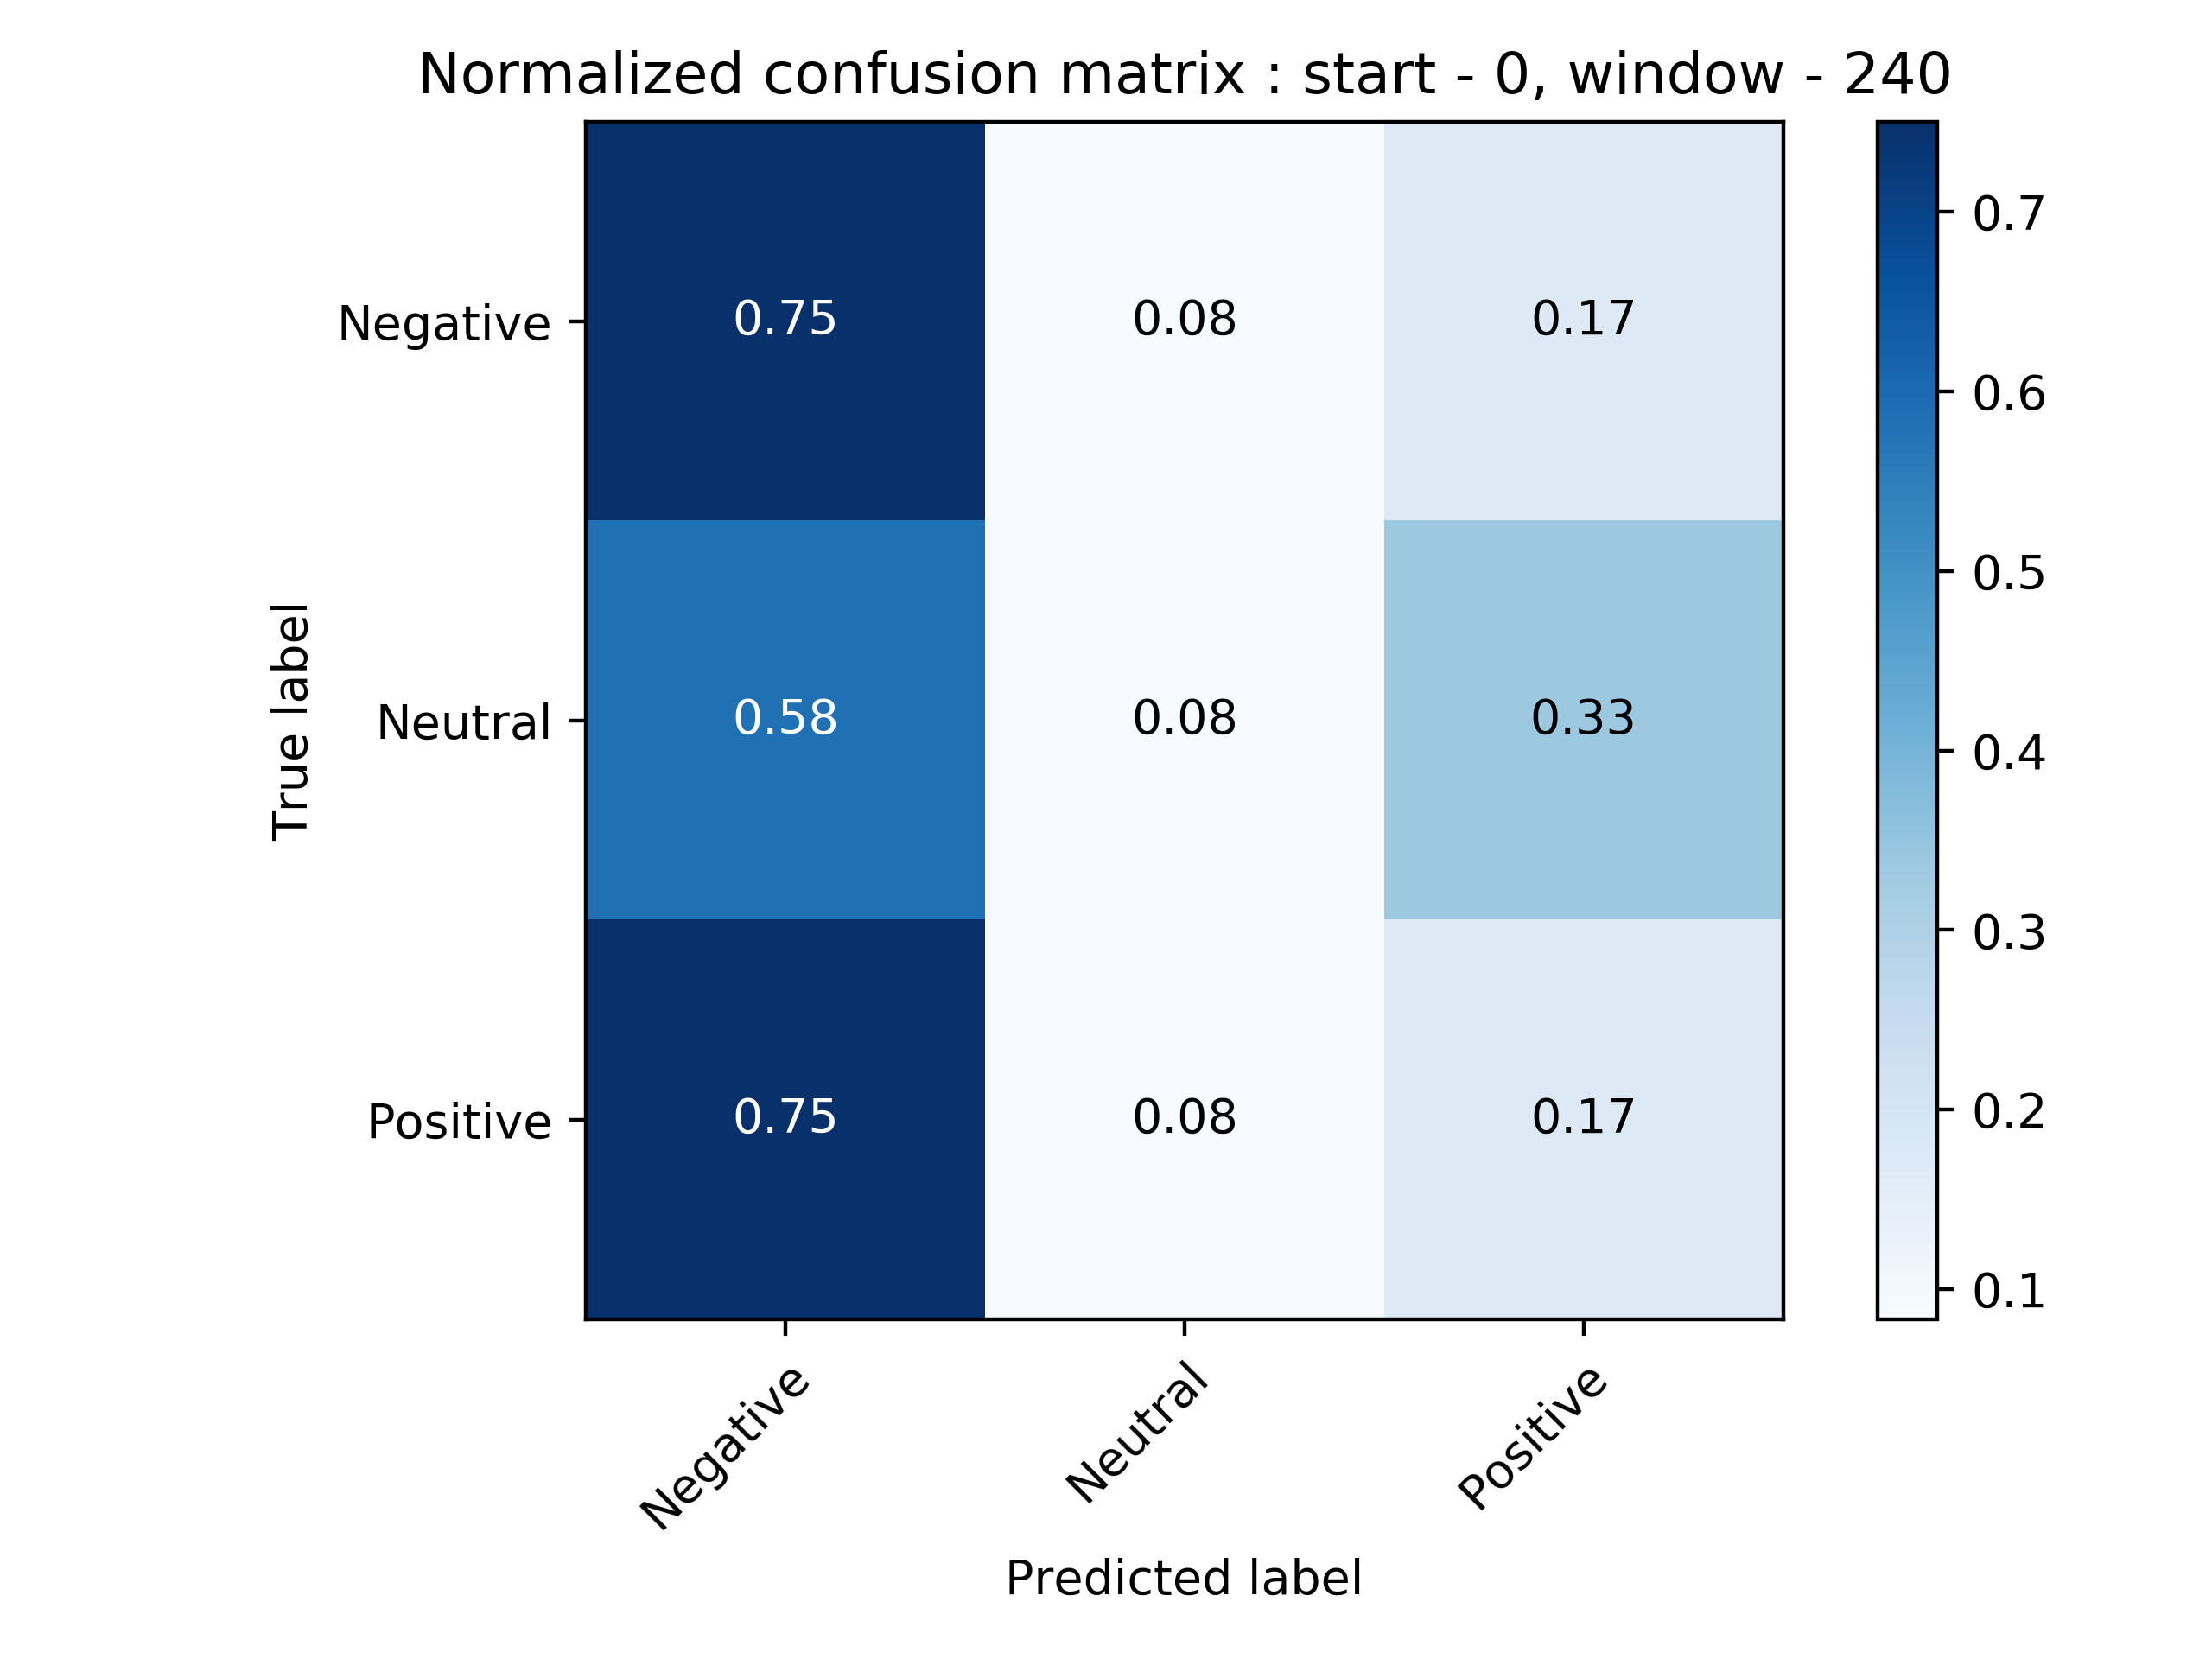 Normalized confusion matrix : start - 0, window - 240
True label
Negative
0.75
0.08
0.17
Neutral
0.58
0.08
0.33
Positive
0.75
0.08
0.17
Negative
Neutral
Positive
Predicted label
0.7
0.6
0.5
0.4
0.3
0.2
0.1